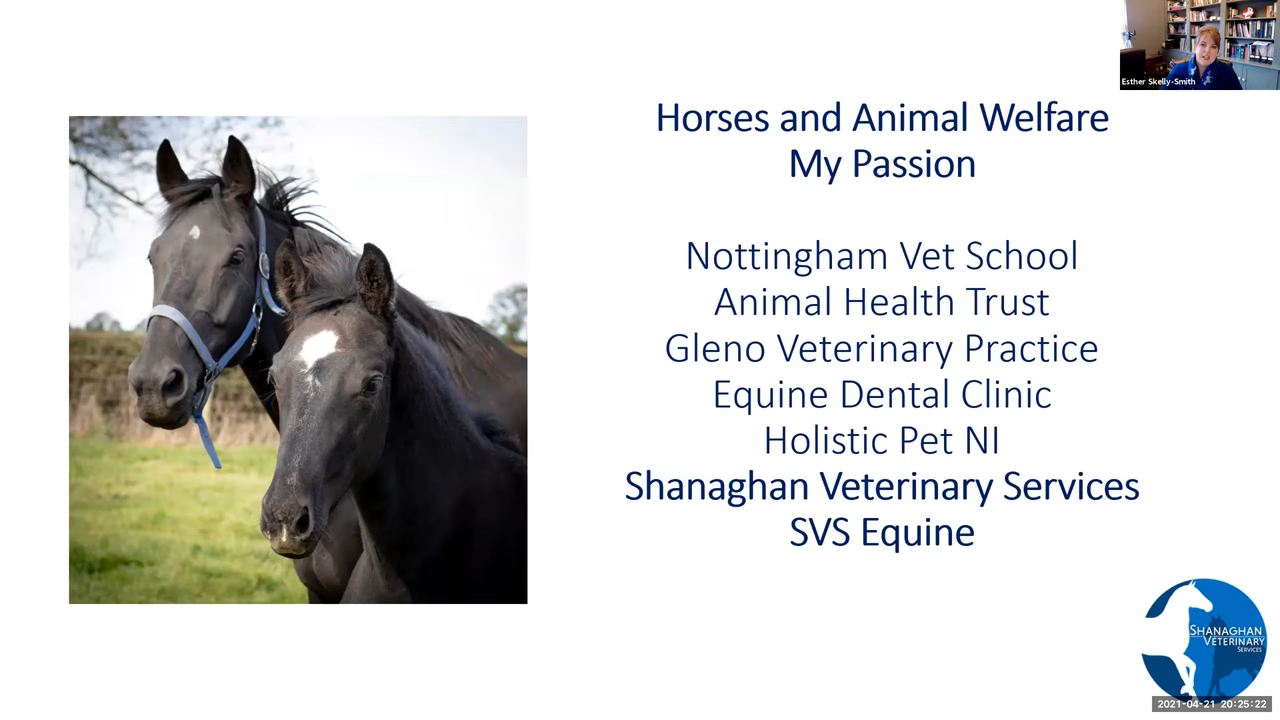 Esther Skelly-Smith
Horses and Animal Welfare
My Passion
Nottingham Vet School
Animal Health Trust
Gleno Veterinary Practice
Equine Dental Clinic
Holistic Pet NI
Shanaghan Veterinary Services
SVS Equine
SHANAGHAN
VETERINARY
SERVICES
2021-04-21 20:25:22